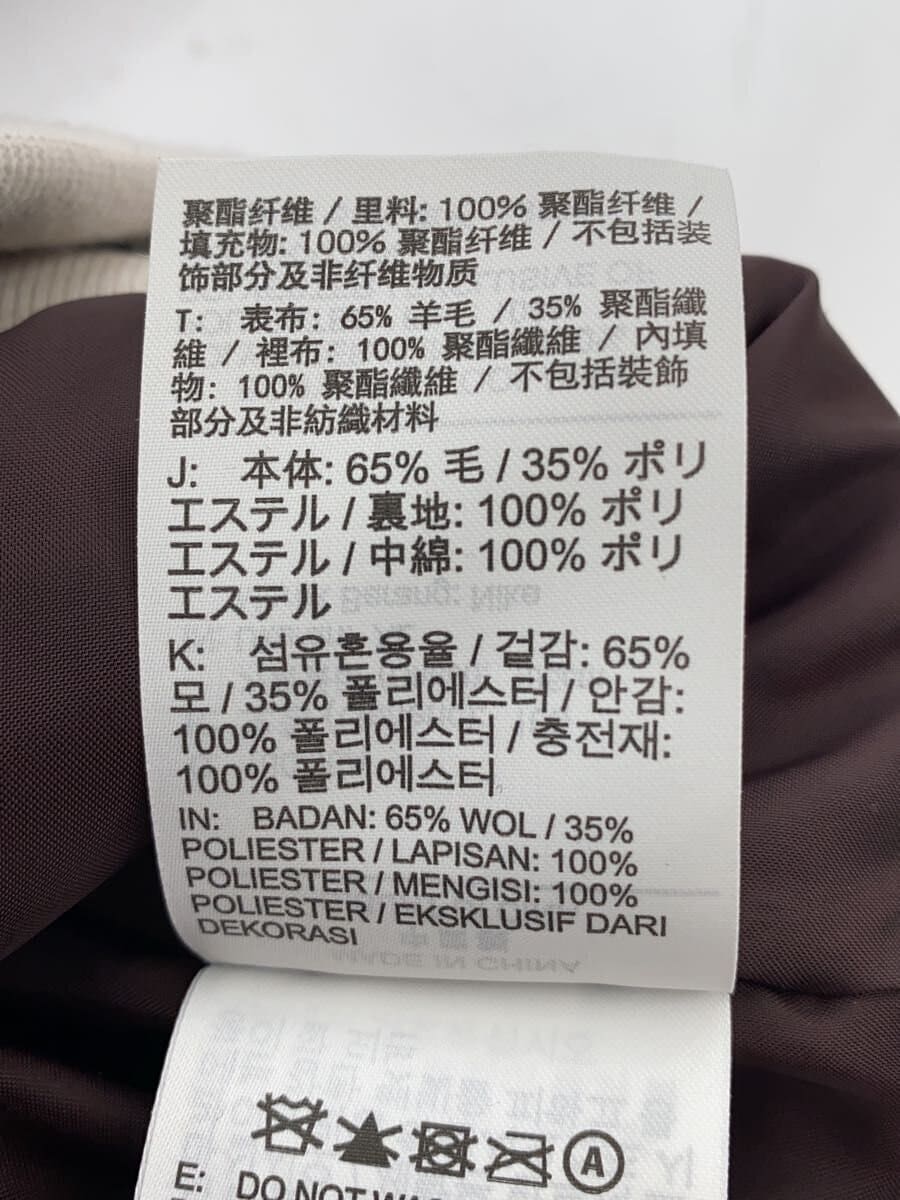 聚酯纤维 / 里料: 100% 聚酯纤维 /
填充物: 100% 聚酯纤维 / 不包括装
饰部分及非纤维物质
T: 表布: 65% 羊毛 / 35% 聚酯纖
維 / 裡布: 100% 聚酯纖維 / 內填
物: 100% 聚酯纖維 / 不包括裝飾
部分及非紡織材料
J: 本体: 65% 毛 / 35% ポリ
エステル / 裏地: 100% ポリ
エステル / 中綿: 100% ポリ
エステル
K: 섬유혼용율 / 겉감: 65%
모 / 35% 폴리에스터 / 안감:
100% 폴리에스터 / 충전재:
100% 폴리에스터
IN: BADAN: 65% WOL / 35%
POLIESTER / LAPISAN: 100%
POLIESTER / MENGISI: 100%
POLIESTER / EKSKLUSIF DARI
DEKORASI
MADE IN CHINA
A
E: DO NOT